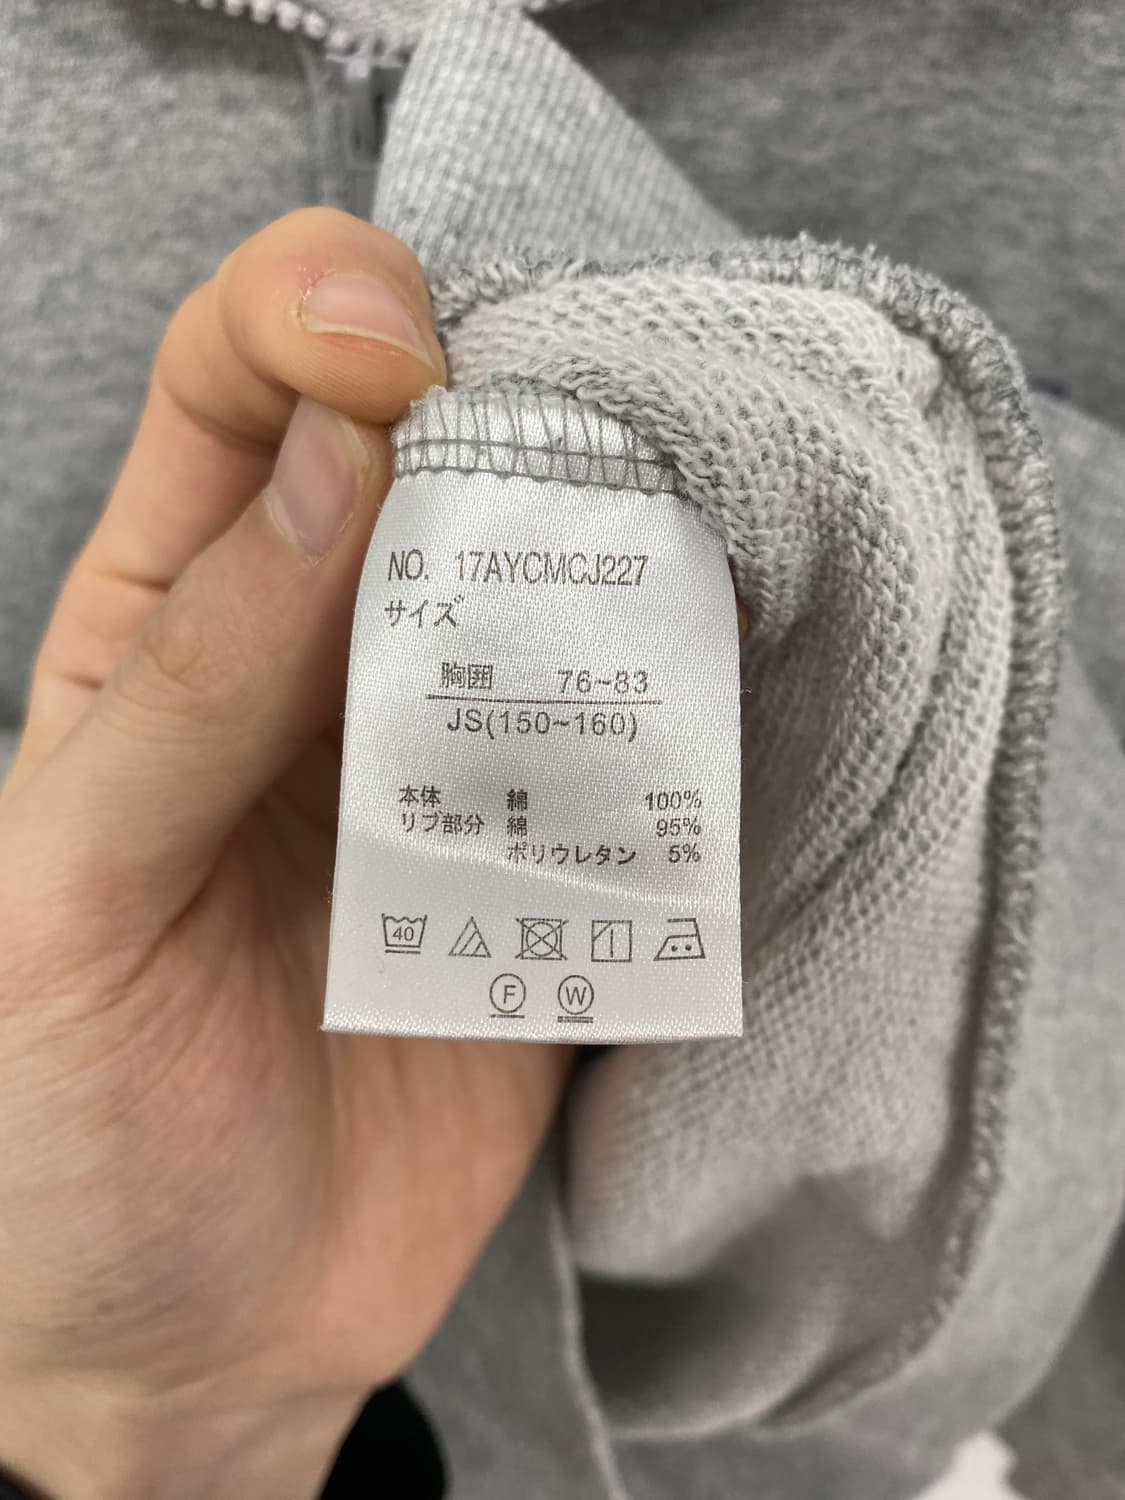 NO. 17AYCMCJ227
サイズ
胸囲 76~83
JS(150~160)
本体 綿 100%
リブ部分 綿 95%
ポリウレタン 5%
40
F W